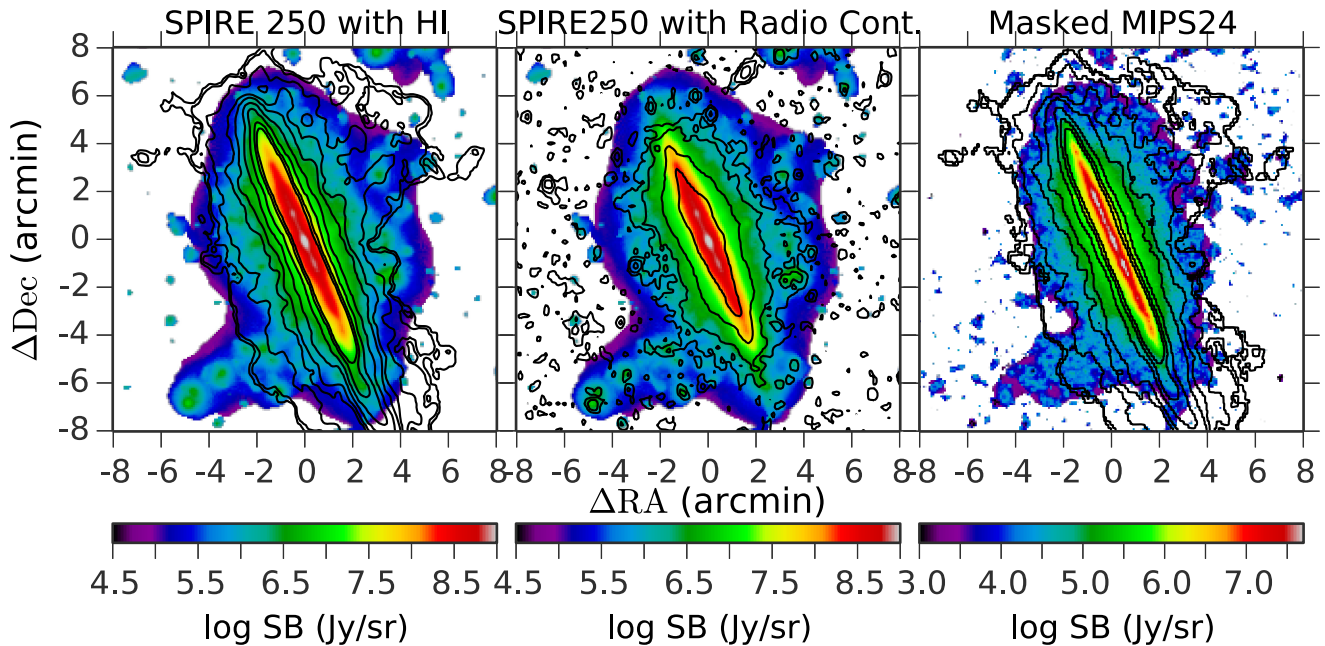 SPIRE 250 with HI
SPIRE250 with Radio Cont.
Masked MIPS24
8
6
4
2
0
-2
-4
-6
-8
ΔDec (arcmin)
-8 -6 -4 -2 0 2 4 6 8
-8 -6 -4 -2 0 2 4 6 8
-8 -6 -4 -2 0 2 4 6 8
ΔRA (arcmin)
4.5 5.5 6.5 7.5 8.5
4.5 5.5 6.5 7.5 8.5
3.0 4.0 5.0 6.0 7.0
log SB (Jy/sr)
log SB (Jy/sr)
log SB (Jy/sr)